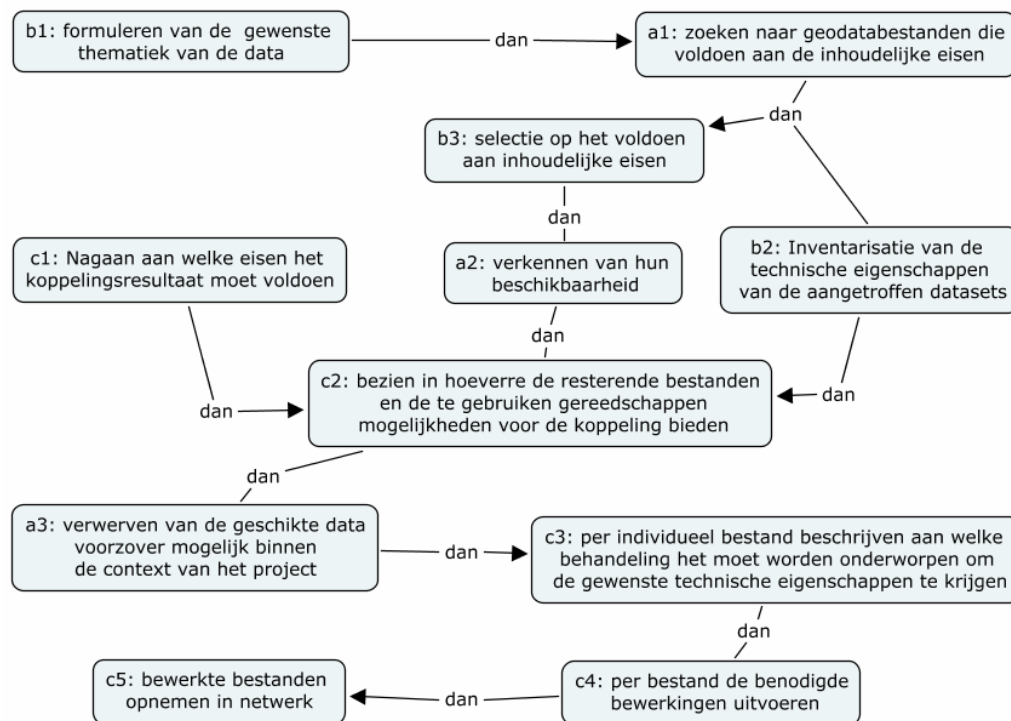 b1: formuleren van de gewenste
thematiek van de data
dan
a1: zoeken naar geodatabestanden die
voldoen aan de inhoudelijke eisen
dan
b3: selectie op het voldoen
aan inhoudelijke eisen
dan
c1: Nagaan aan welke eisen het
koppelingsresultaat moet voldoen
a2: verkennen van hun
beschikbaarheid
b2: Inventarisatie van de
technische eigenschappen
van de aangetroffen datasets
dan
dan
dan
c2: bezien in hoeverre de resterende bestanden
en de te gebruiken gereedschappen
mogelijkheden voor de koppeling bieden
dan
a3: verwerven van de geschikte data
voorzover mogelijk binnen
de context van het project
dan
c3: per individueel bestand beschrijven aan welke
behandeling het moet worden onderworpen om
de gewenste technische eigenschappen te krijgen
dan
c4: per bestand de benodigde
bewerkingen uitvoeren
dan
c5: bewerkte bestanden
opnemen in netwerk